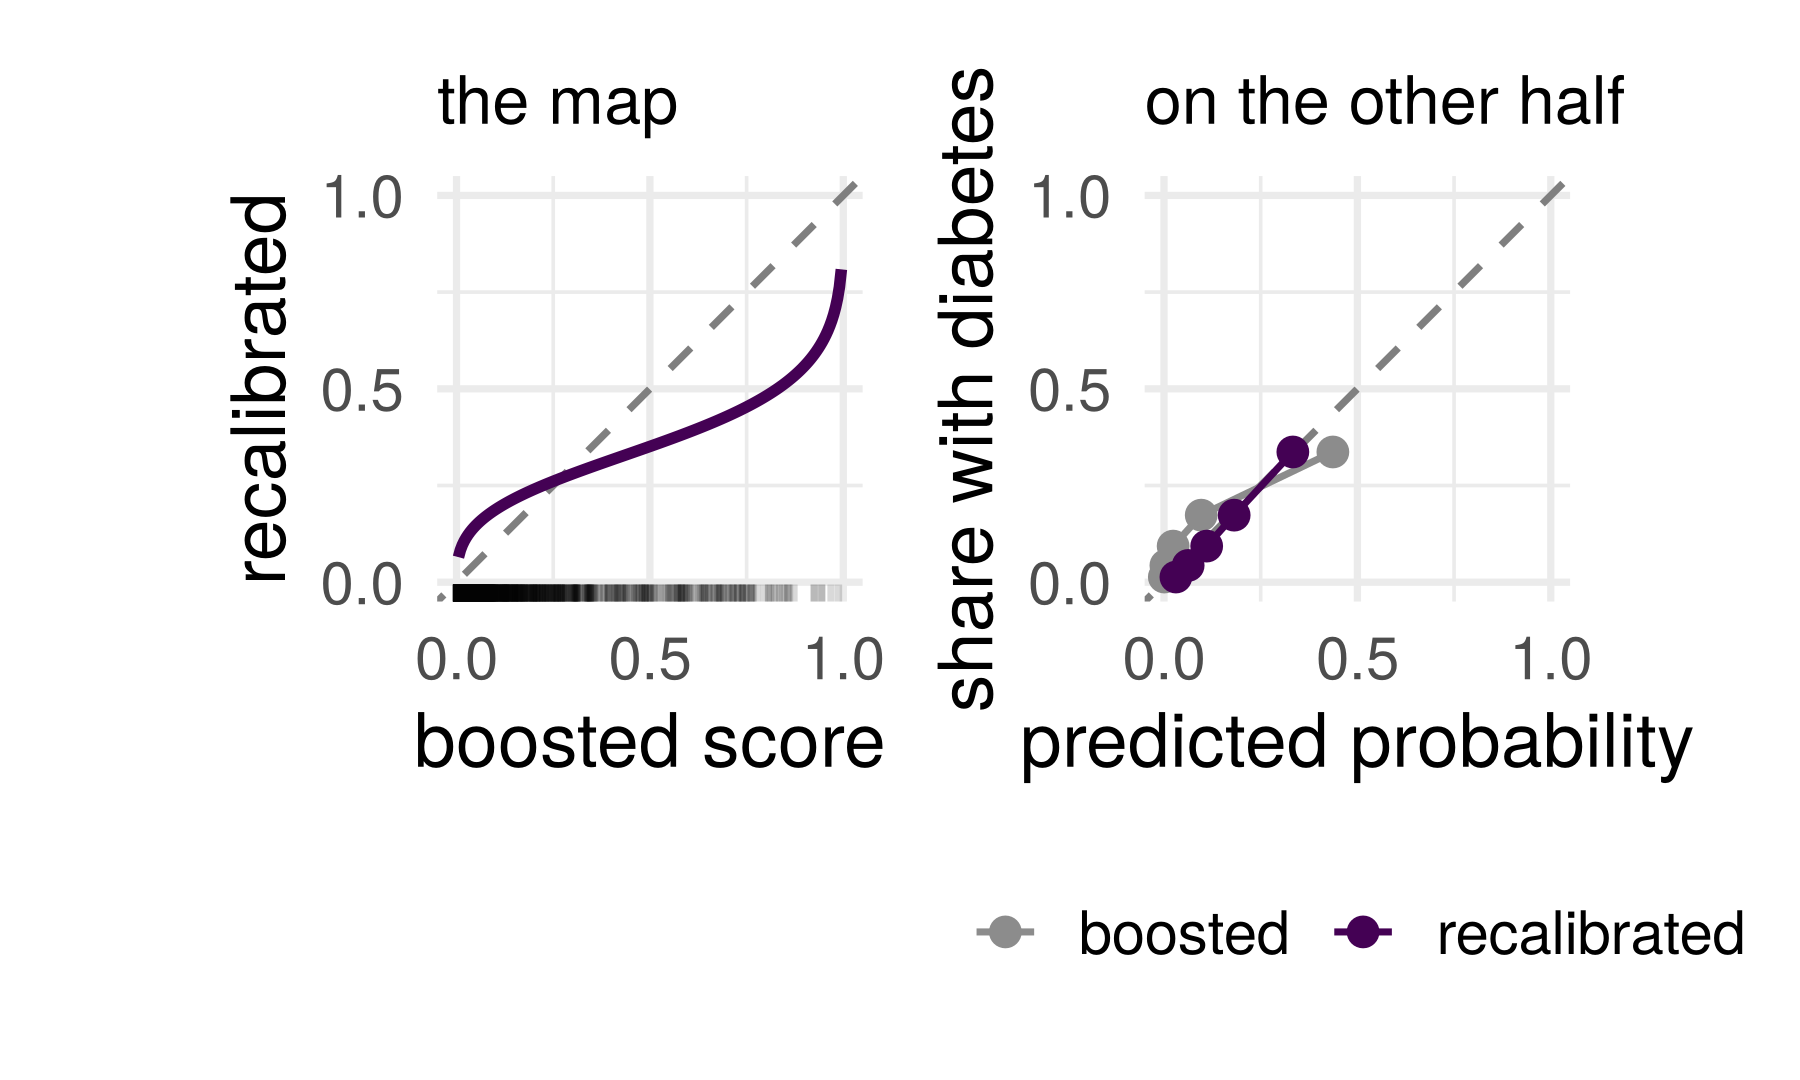 the map
recalibrated
1.0
0.5
0.0
0.0 0.5 1.0
boosted score
on the other half
share with diabetes
1.0
0.5
0.0
0.0 0.5 1.0
predicted probability
boosted recalibrated